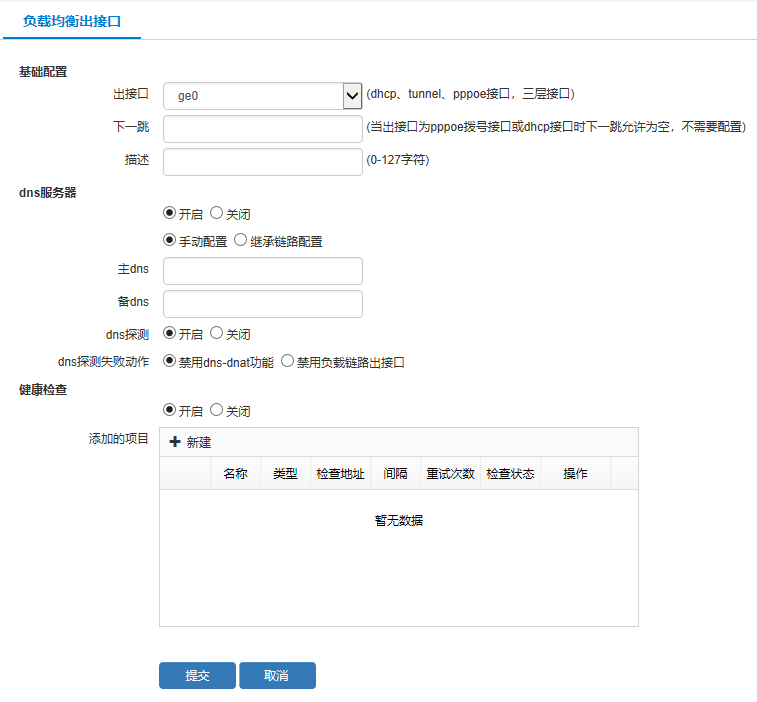 负载均衡出接口
基础配置
出接口 ge0 (dhcp、tunnel、pppoe接口，三层接口)
下一跳 (当出接口为pppoe拨号接口或dhcp接口时下一跳允许为空，不需要配置)
描述 (0-127字符)
dns服务器
开启 关闭
手动配置 继承链路配置
主dns
备dns
dns探测 开启 关闭
dns探测失败动作 禁用dns-dnat功能 禁用负载链路出接口
健康检查
开启 关闭
添加的项目 新建
名称 类型 检查地址 间隔 重试次数 检查状态 操作
暂无数据
提交 取消